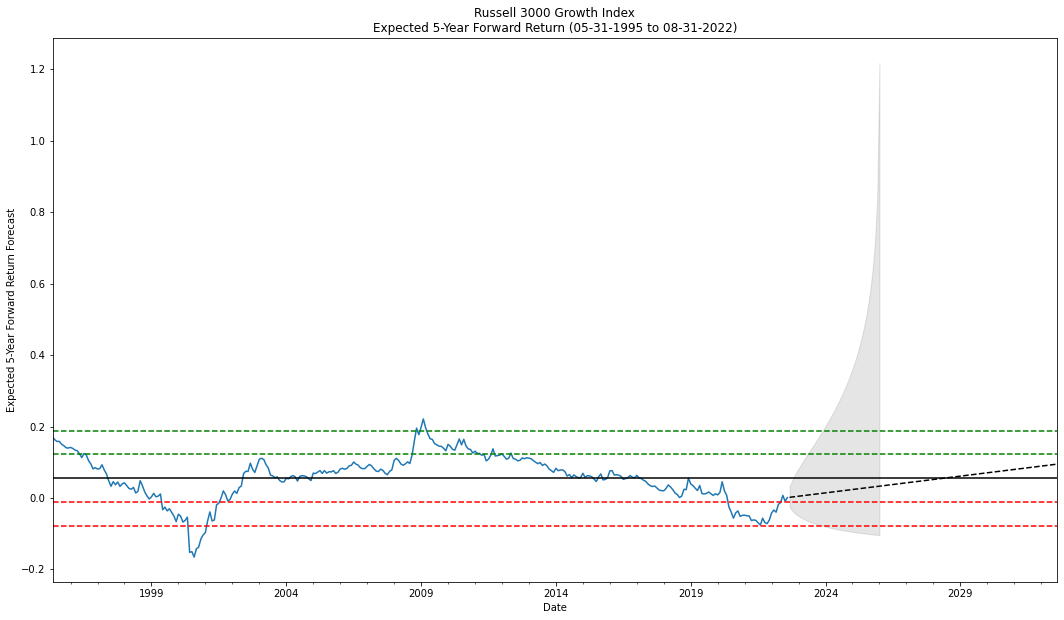 Russell 3000 Growth Index
Expected 5-Year Forward Return (05-31-1995 to 08-31-2022)
1.2
1.0
0.8
0.6
0.4
0.2
0.0
−0.2
Expected 5-Year Forward Return Forecast
1999 2004 2009 2014 2019 2024 2029
Date